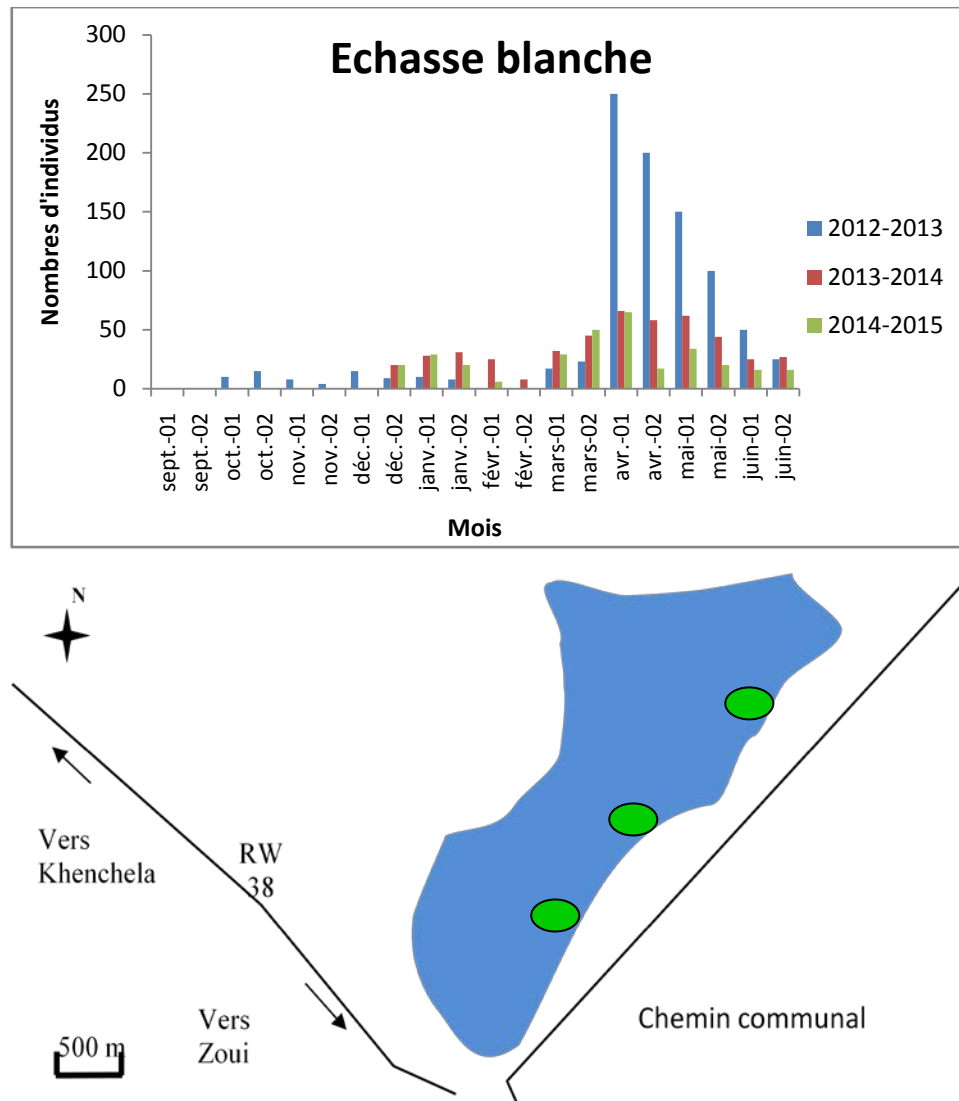 Echasse blanche
Nombres d'individus
300
250
200
150
100
50
0
sept.-01
sept.-02
oct.-01
oct.-02
nov.-01
nov.-02
déc.-01
déc.-02
janv.-01
janv.-02
févr.-01
févr.-02
mars-01
mars-02
avr.-01
avr.-02
mai-01
mai-02
juin-01
juin-02
Mois
2012-2013
2013-2014
2014-2015
N
Vers
Khenchela
RW
38
Vers
Zoui
500 m
Chemin communal